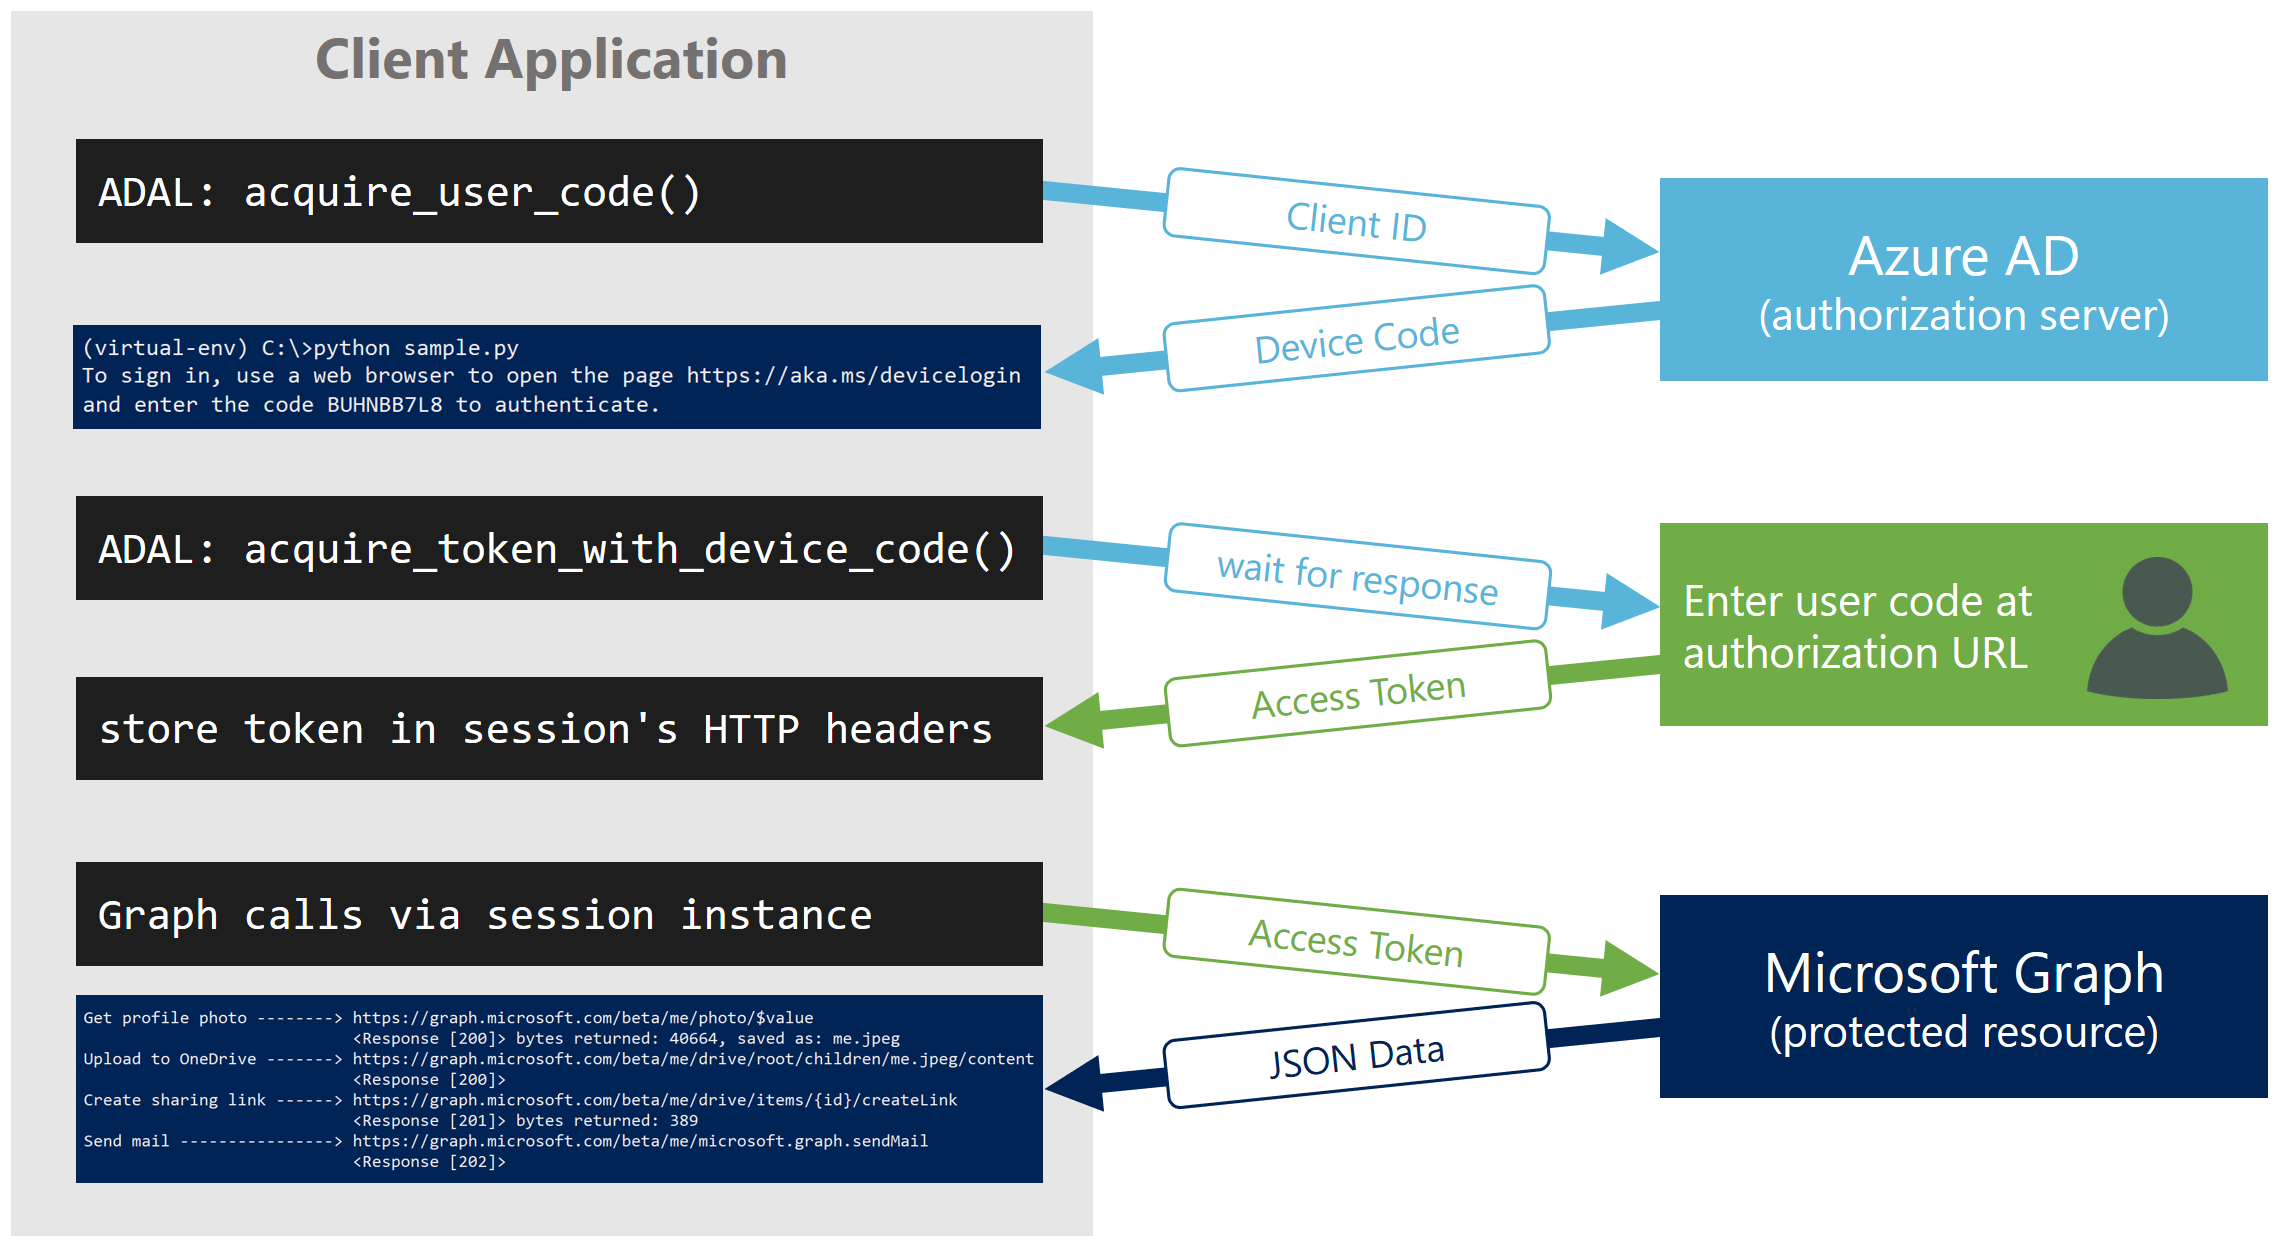 Client Application
ADAL: acquire_user_code()
Client ID
Azure AD
(authorization server)
Device Code
(virtual-env) C:\>python sample.py
To sign in, use a web browser to open the page https://aka.ms/devicelogin
and enter the code BUHNBB7L8 to authenticate.
ADAL: acquire_token_with_device_code()
wait for response
Enter user code at
authorization URL
Access Token
store token in session's HTTP headers
Graph calls via session instance
Access Token
Microsoft Graph
(protected resource)
JSON Data
Get profile photo --------> https://graph.microsoft.com/beta/me/photo/$value
<Response [200]> bytes returned: 40664, saved as: me.jpeg
Upload to OneDrive -------> https://graph.microsoft.com/beta/me/drive/root/children/me.jpeg/content
<Response [200]>
Create sharing link ------> https://graph.microsoft.com/beta/me/drive/items/{id}/createLink
<Response [201]> bytes returned: 389
Send mail ----------------> https://graph.microsoft.com/beta/me/microsoft.graph.sendMail
<Response [202]>